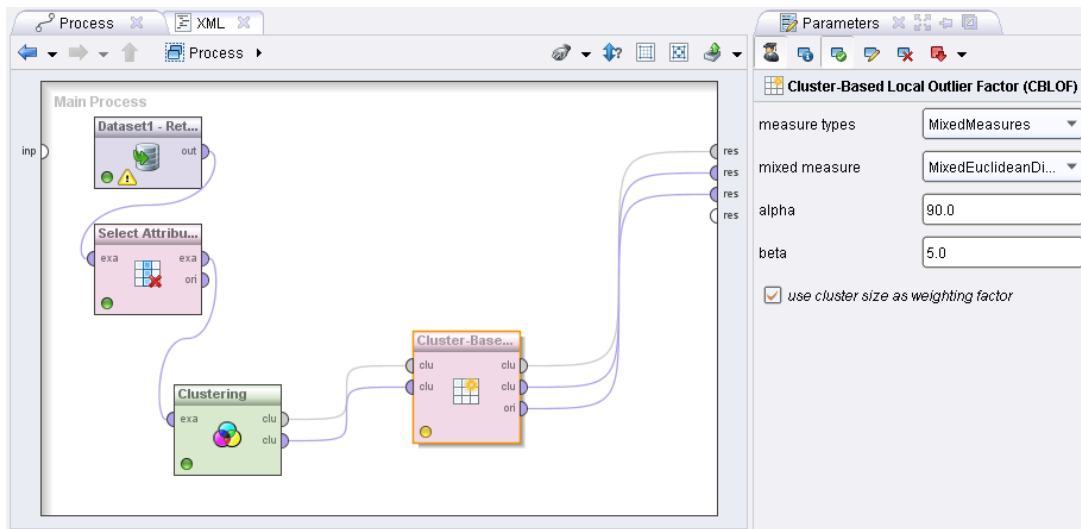 Process
XML
Process
Main Process
inp
Dataset1 - Ret...
out
Select Attribu...
exa
exa
ori
Clustering
exa
clu
clu
Cluster-Base...
clu
clu
clu
clu
ori
res
res
res
res
Parameters
Cluster-Based Local Outlier Factor (CBLOF)
measure types
MixedMeasures
mixed measure
MixedEuclideanDi...
alpha
90.0
beta
5.0
use cluster size as weighting factor